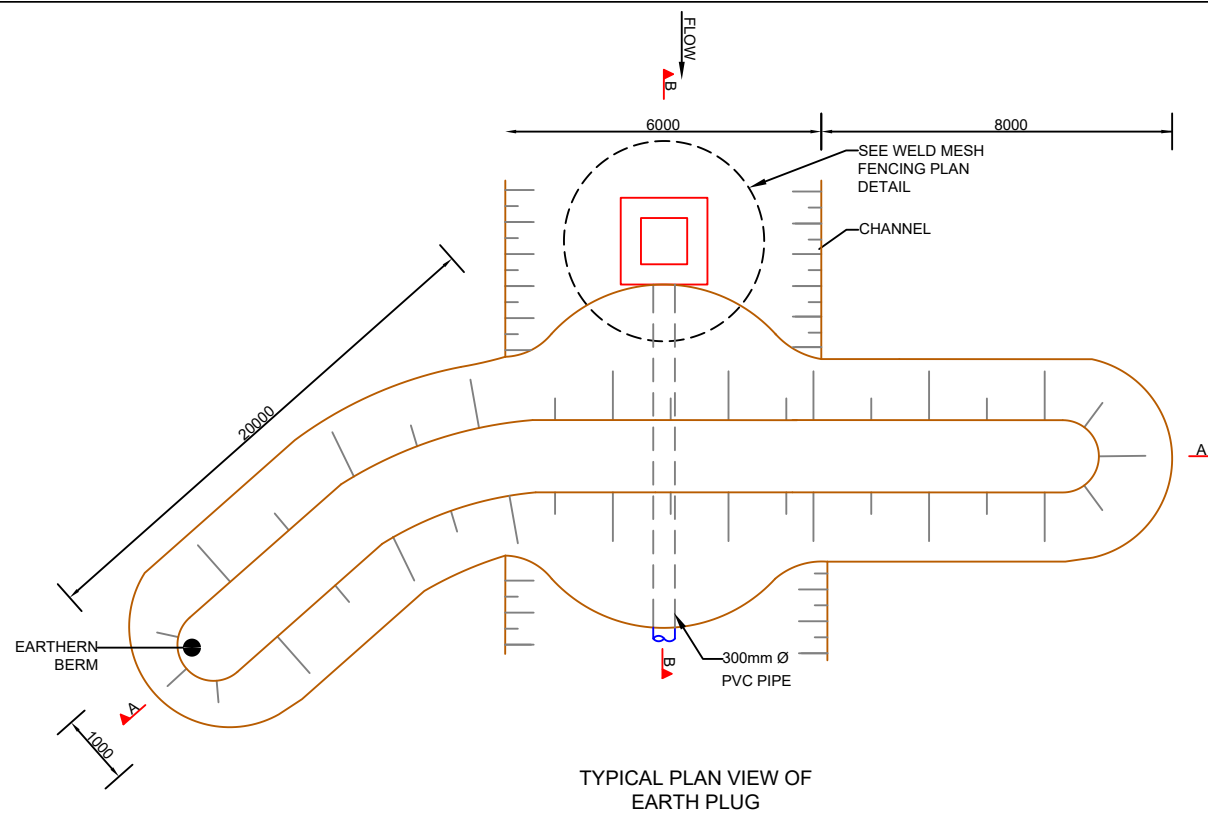 FLOW
B
6000
8000
SEE WELD MESH
FENCING PLAN
DETAIL
CHANNEL
20000
A
EARTHERN
BERM
300mm Ø
PVC PIPE
B
A
1000
TYPICAL PLAN VIEW OF
EARTH PLUG